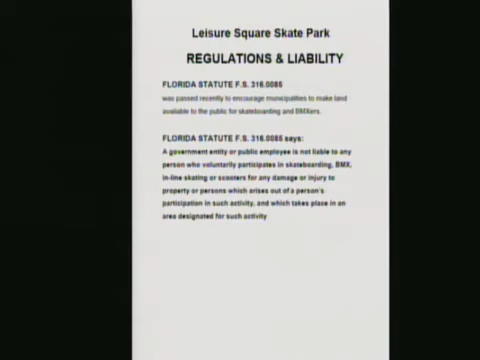 Leisure Square Skate Park
REGULATIONS & LIABILITY
FLORIDA STATUTE F.S. 316.0085
was passed recently to encourage municipalities to make land
available to the public for skateboarding and BMXers.
FLORIDA STATUTE F.S. 316.0085 says:
A government entity or public employee is not liable to any
person who voluntarily participates in skateboarding, BMX,
in-line skating or scooters for any damage or injury to
property or persons which arises out of a person's
participation in such activity, and which takes place in an
area designated for such activity